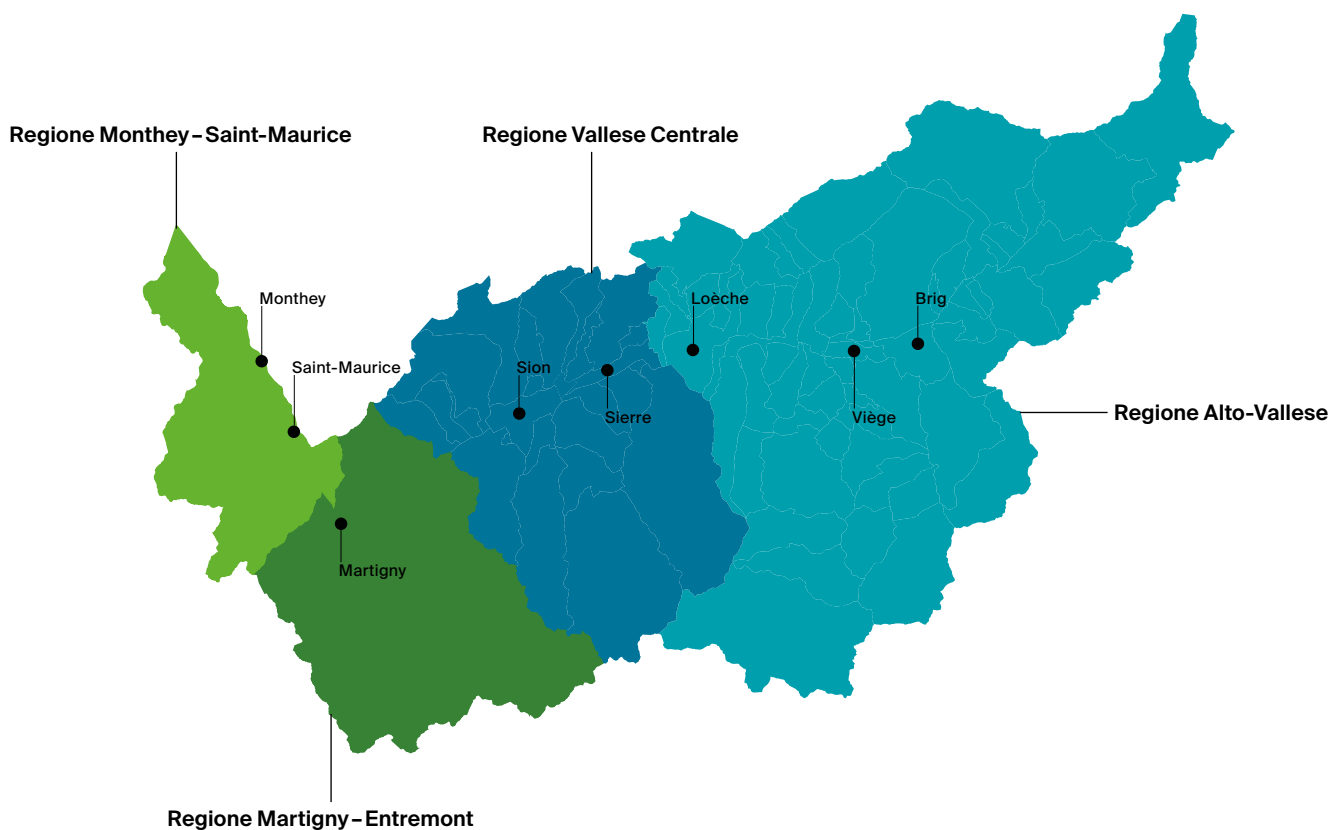 Regione Monthey – Saint-Maurice
Regione Vallese Centrale
Monthey
Loèche
Brig
Saint-Maurice
Sion
Sierre
Viège
Regione Alto-Vallese
Martigny
Regione Martigny – Entremont